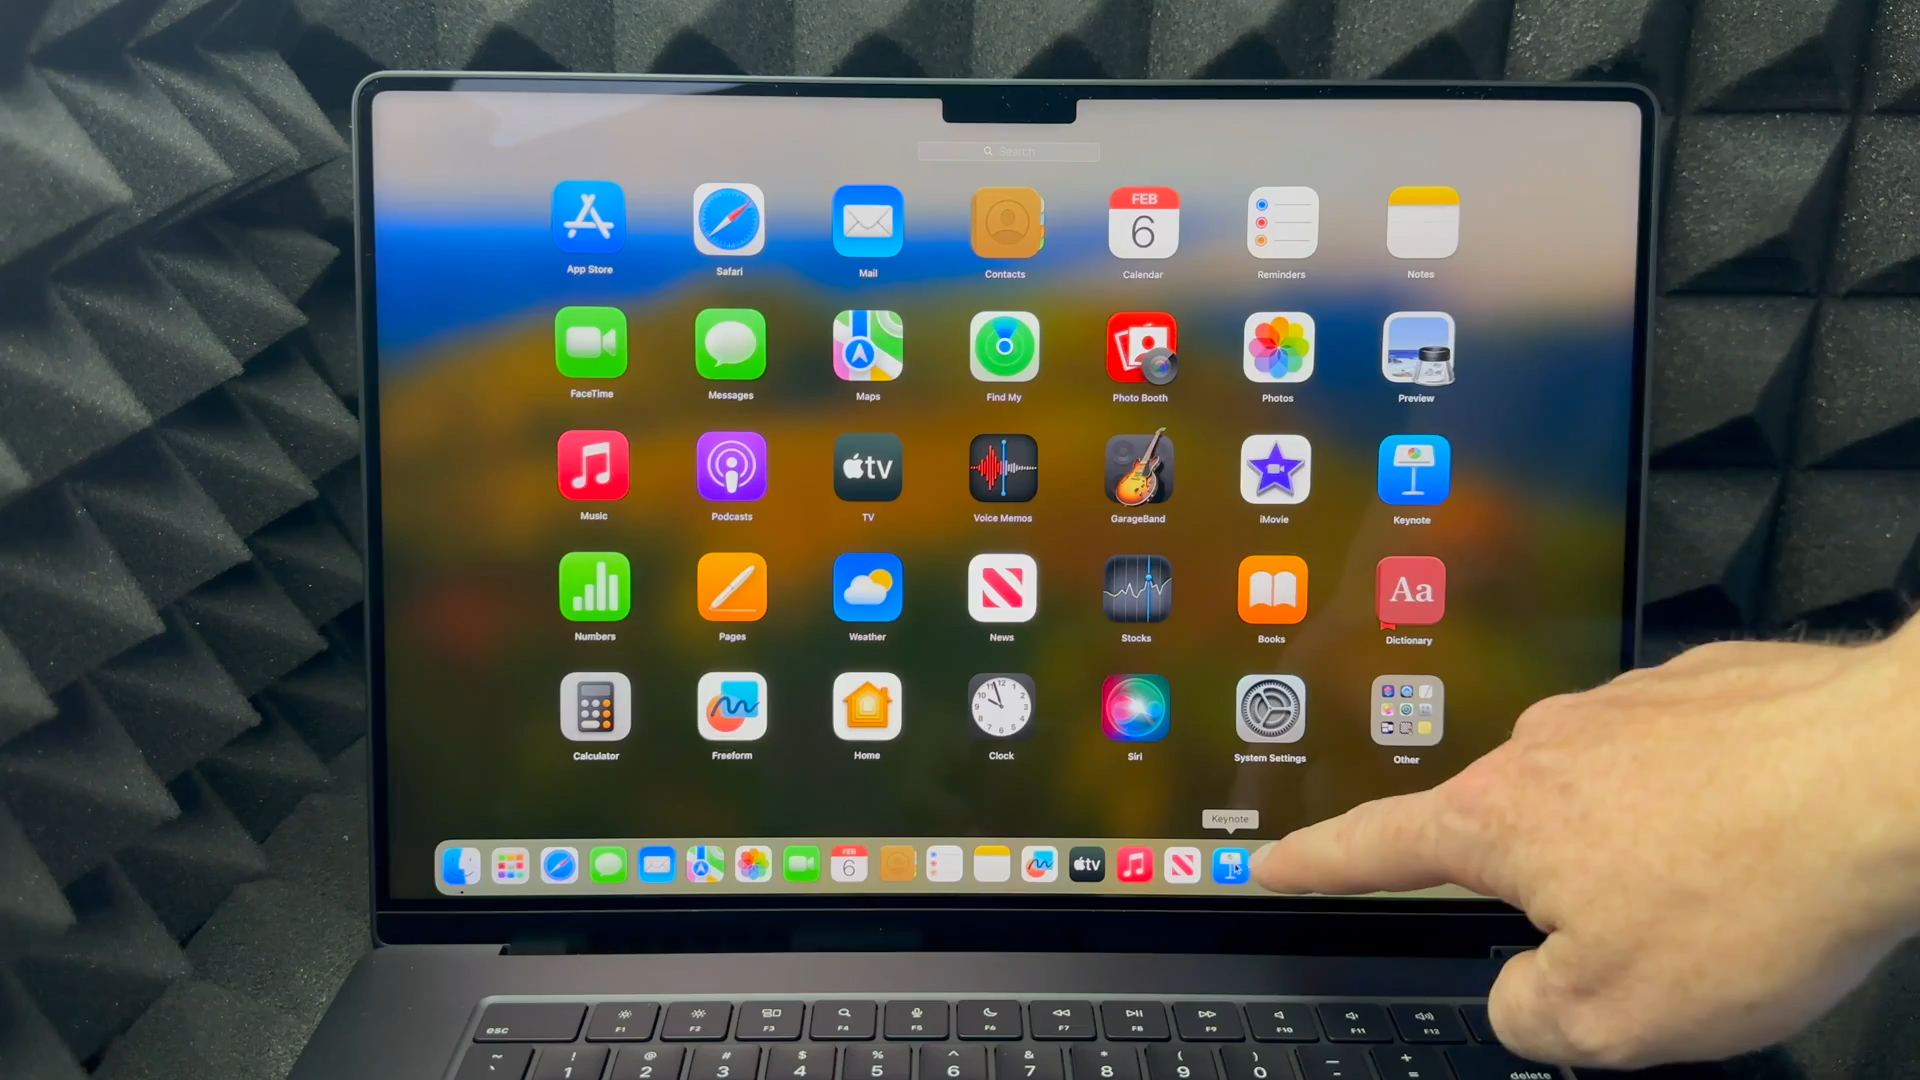 Search
FEB
6
App Store Safari Mail Contacts Calendar Reminders Notes
FaceTime Messages Maps Find My Photo Booth Photos Preview
tv
Music Podcasts TV Voice Memos GarageBand iMovie Keynote
Aa
Numbers Pages Weather News Stocks Books Dictionary
Calculator Freeform Home Clock Siri System Settings Other
Keynote
FEB
6
tv
esc F1 F2 F3 F4 F5 F6 F7 F8 F9 F10 F11 F12
~ ! @ # $ % ^ & * ( ) — +
` 1 2 3 4 5 6 7 8 9 0 - = delete